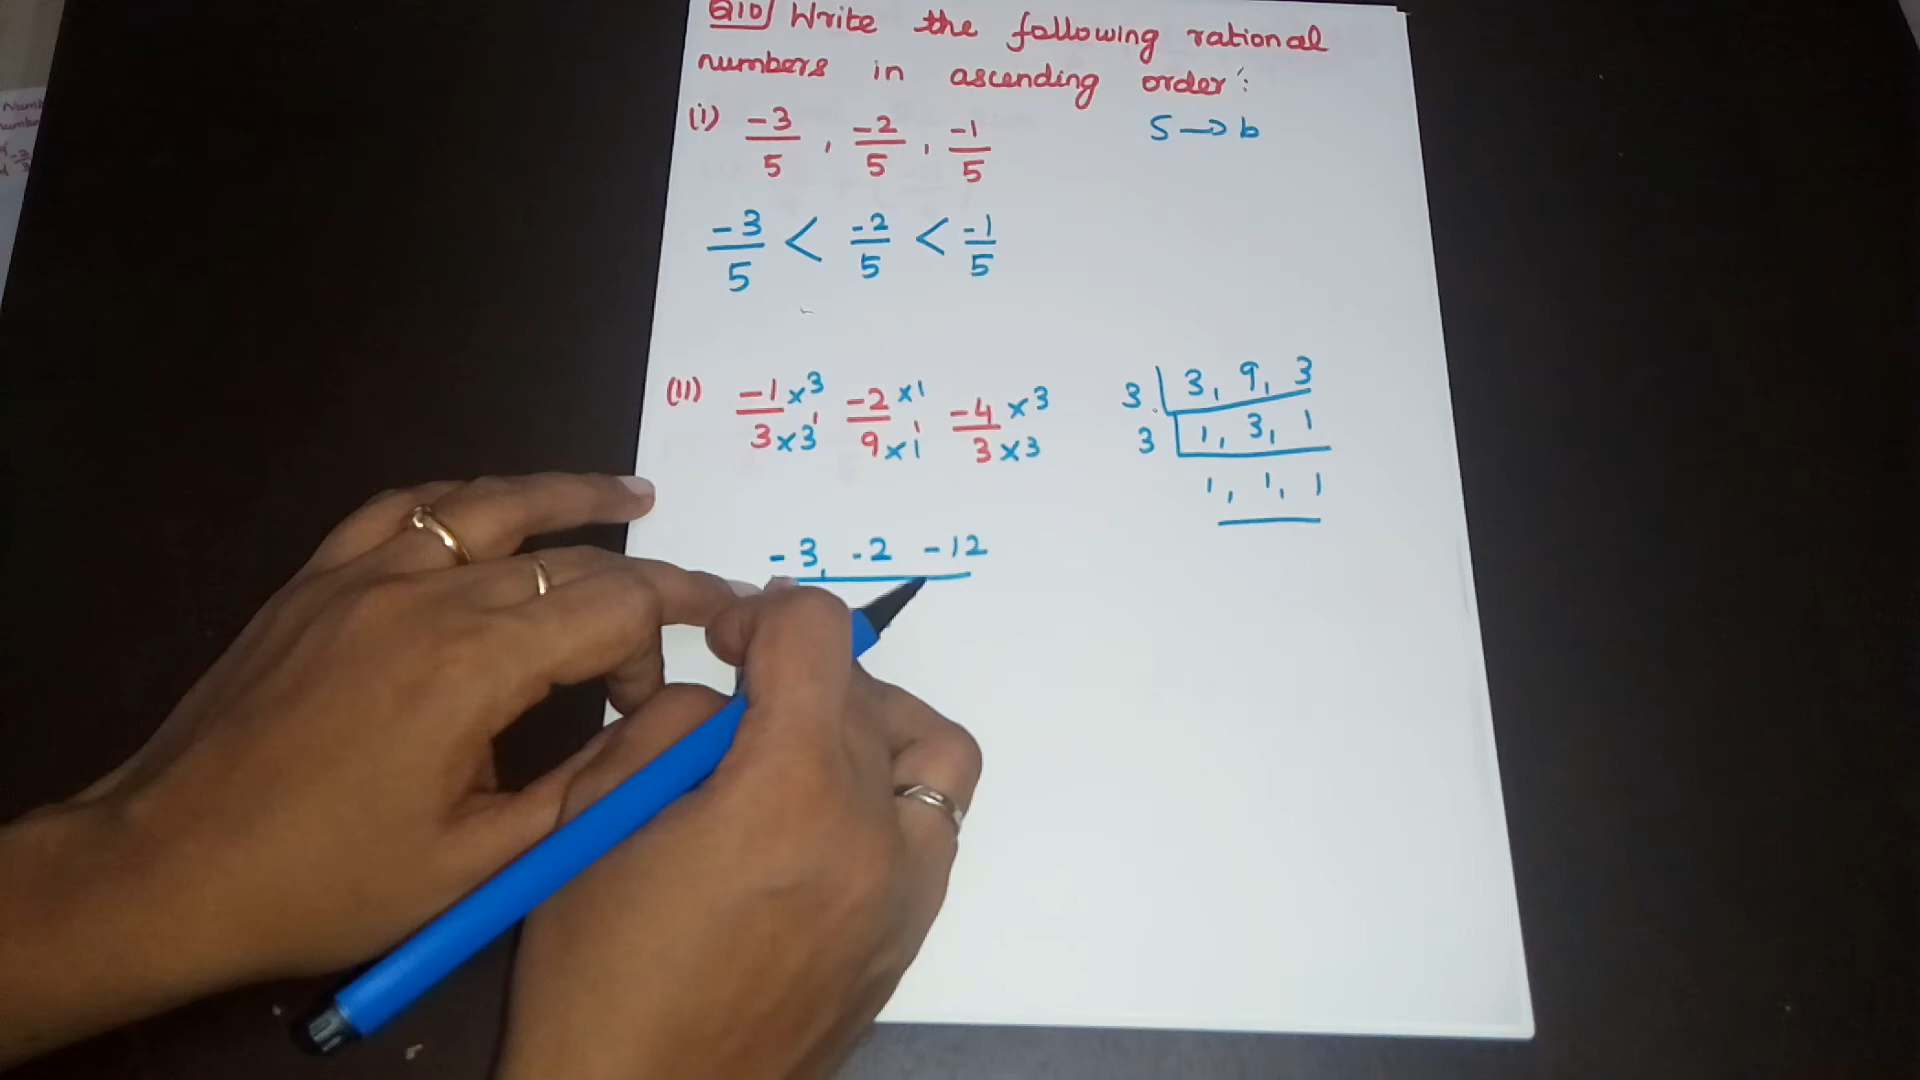 Q10) Write the following rational
numbers in ascending order:
(i) -3/5, -2/5, -1/5
S → b
-3/5 < -2/5 < -1/5
(II) -1×3/3×3, -2×1/9×1, -4×3/3×3
3 | 3, 9, 3
3 | 1, 3, 1
1, 1, 1
-3, -2 -12